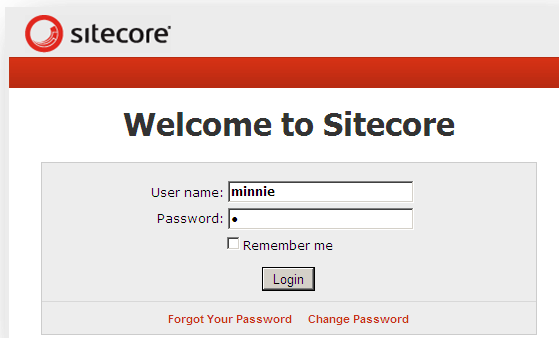 sitecore
Welcome to Sitecore
User name: minnie
Password: •
Remember me
Login
Forgot Your Password Change Password